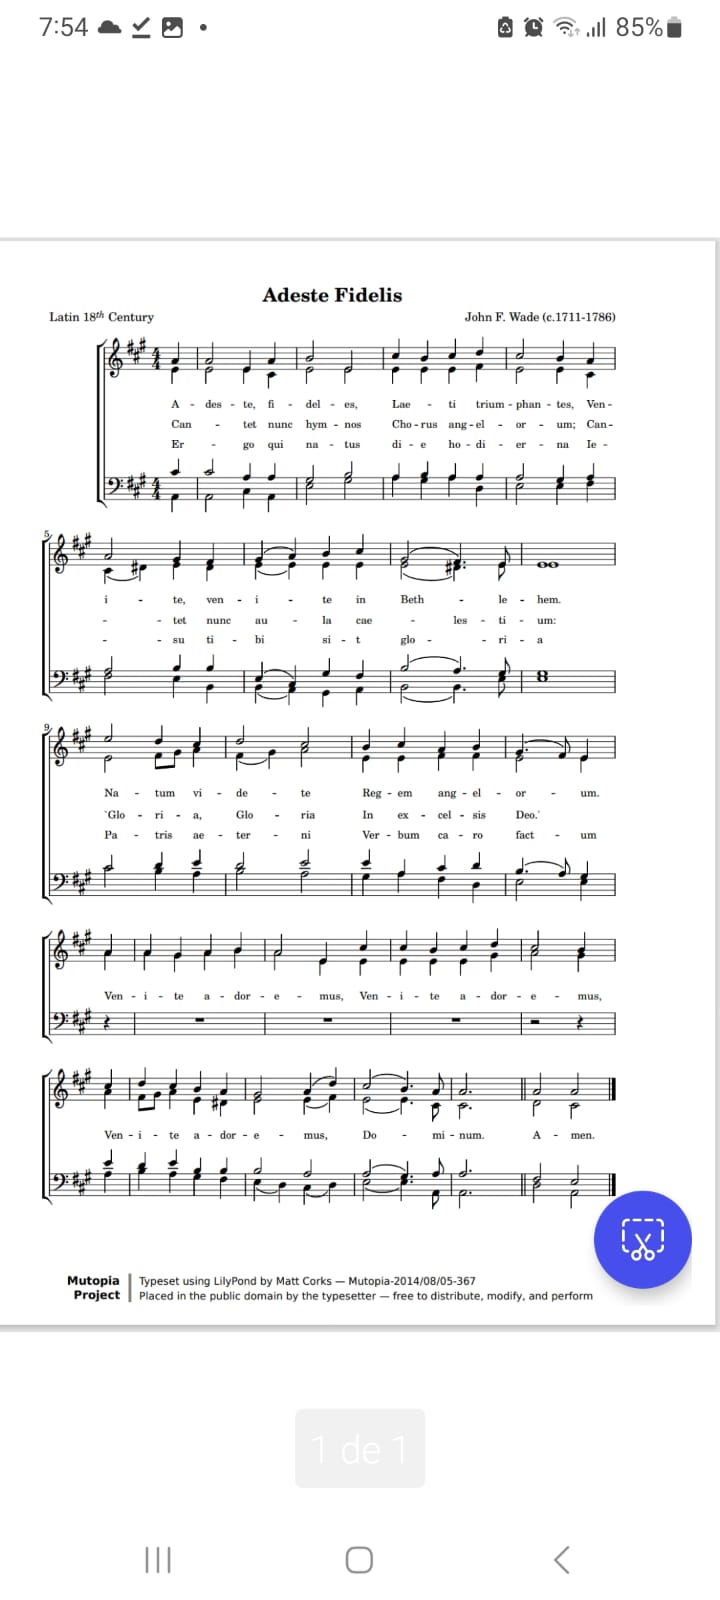 7:54
85%
Adeste Fidelis
Latin 18th Century
John F. Wade (c.1711-1786)
A - des - te, fi - del - es, Lae - ti trium - phan - tes, Ven -
Can - tet nunc hym - nos Cho - rus ang - el - or - um; Can -
Er - go qui na - tus di - e ho - di - er - na Ie -
5
i - te, ven - i - te in Beth - le - hem.
- - tet nunc au - la cae - les - ti - um:
- - su ti - bi si - t glo - - ri - a
9
Na - tum vi - de - te Reg - em ang - el - or - um.
`Glo - ri - a, Glo - ria In ex - cel - sis Deo.'
Pa - tris ae - ter - ni Ver - bum ca - ro fact - um
Ven - i - te a - dor - e - mus, Ven - i - te a - dor - e - mus,
Ven - i - te a - dor - e - mus, Do - mi - num. A - men.
Mutopia Project
Typeset using LilyPond by Matt Corks — Mutopia-2014/08/05-367
Placed in the public domain by the typesetter — free to distribute, modify, and perform
1 de 1